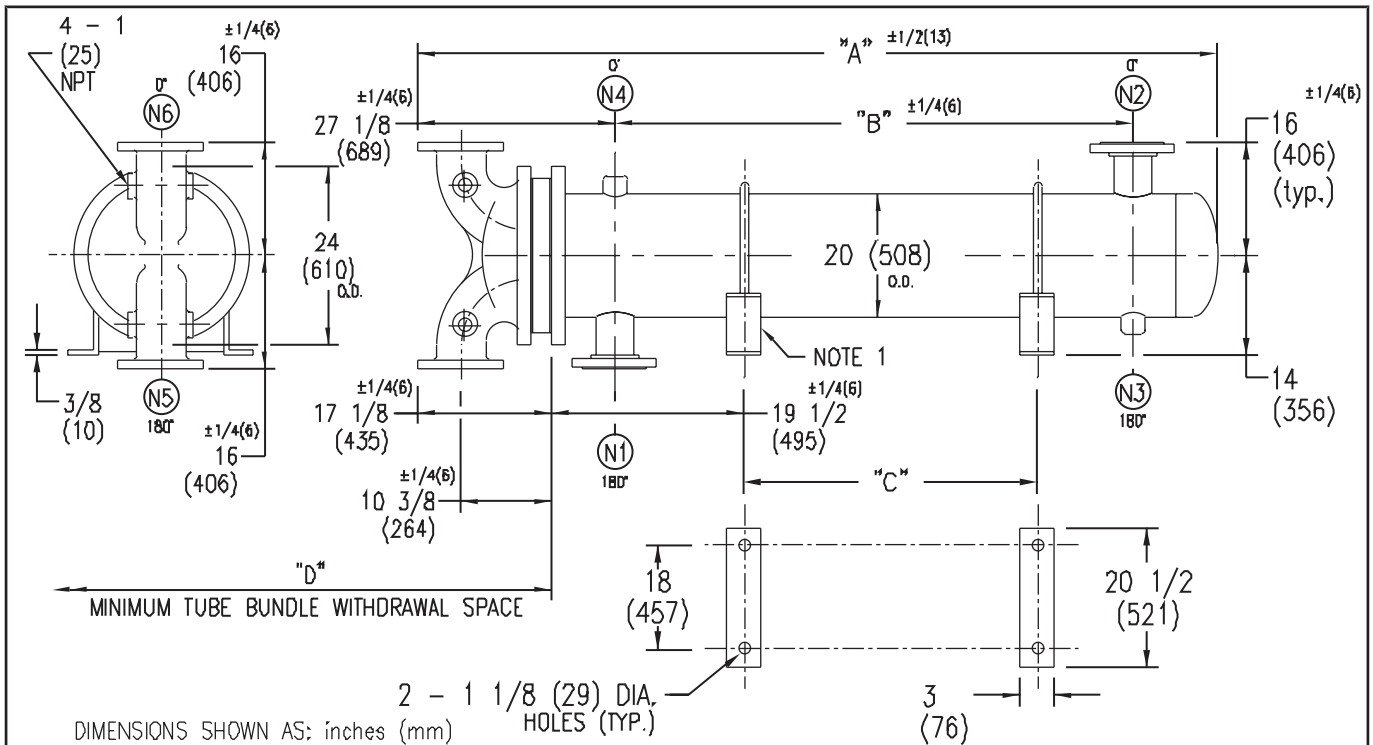 4 - 1
(25)
NPT
±1/4(6)
16
(406)
0°
N6
24
(610)
O.D.
3/8
(10)
N5
180°
±1/4(6)
16
(406)
"A" ±1/2(13)
0°
N4
0°
N2
±1/4(6)
27 1/8
(689)
"B" ±1/4(6)
±1/4(6)
16
(406)
(typ.)
20 (508)
O.D.
NOTE 1
±1/4(6)
17 1/8
(435)
±1/4(6)
19 1/2
(495)
N3
180°
14
(356)
N1
180°
±1/4(6)
10 3/8
(264)
"C"
"D"
MINIMUM TUBE BUNDLE WITHDRAWAL SPACE
18
(457)
20 1/2
(521)
2 - 1 1/8 (29) DIA.
HOLES (TYP.)
3
(76)
DIMENSIONS SHOWN AS: inches (mm)